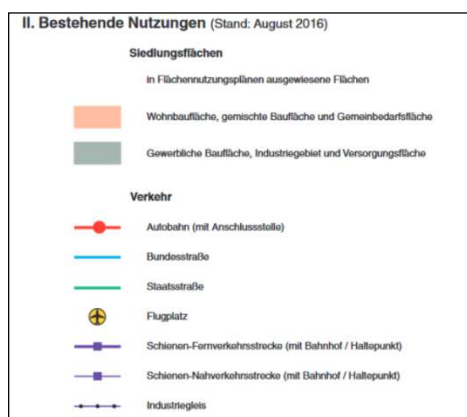 II. Bestehende Nutzungen (Stand: August 2016)
Siedlungsflächen
in Flächennutzungsplänen ausgewiesene Flächen
Wohnbaufläche, gemischte Baufläche und Gemeinbedarfsfläche
Gewerbliche Baufläche, Industriegebiet und Versorgungsfläche
Verkehr
Autobahn (mit Anschlussstelle)
Bundesstraße
Staatsstraße
Flugplatz
Schienen-Fernverkehrsstrecke (mit Bahnhof / Haltepunkt)
Schienen-Nahverkehrsstrecke (mit Bahnhof / Haltepunkt)
Industriegleis